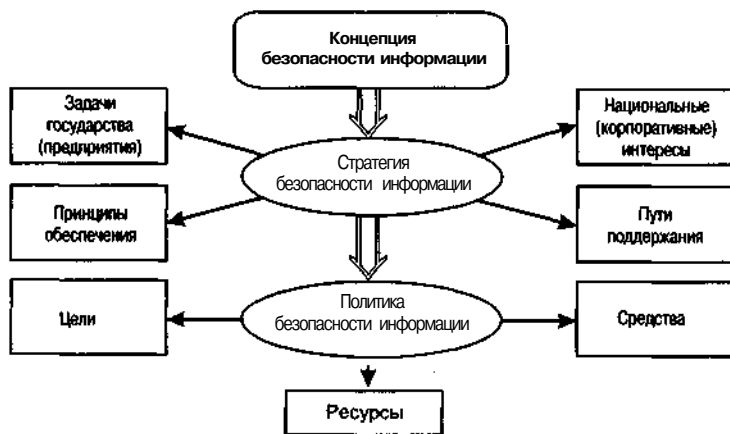 Концепция
безопасности информации
Задачи
государства
(предприятия)
Национальные
(корпоративные)
интересы
Стратегия
безопасности информации
Принципы
обеспечения
Пути
поддержания
Политика
безопасности информации
Цели
Средства
Ресурсы